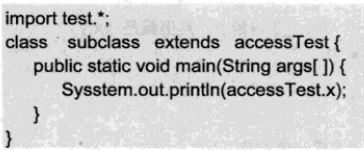 import test.*;
class subclass extends accessTest {
public static void main(String args[ ]) {
Sysstem.out.println(accessTest.x);
}
}